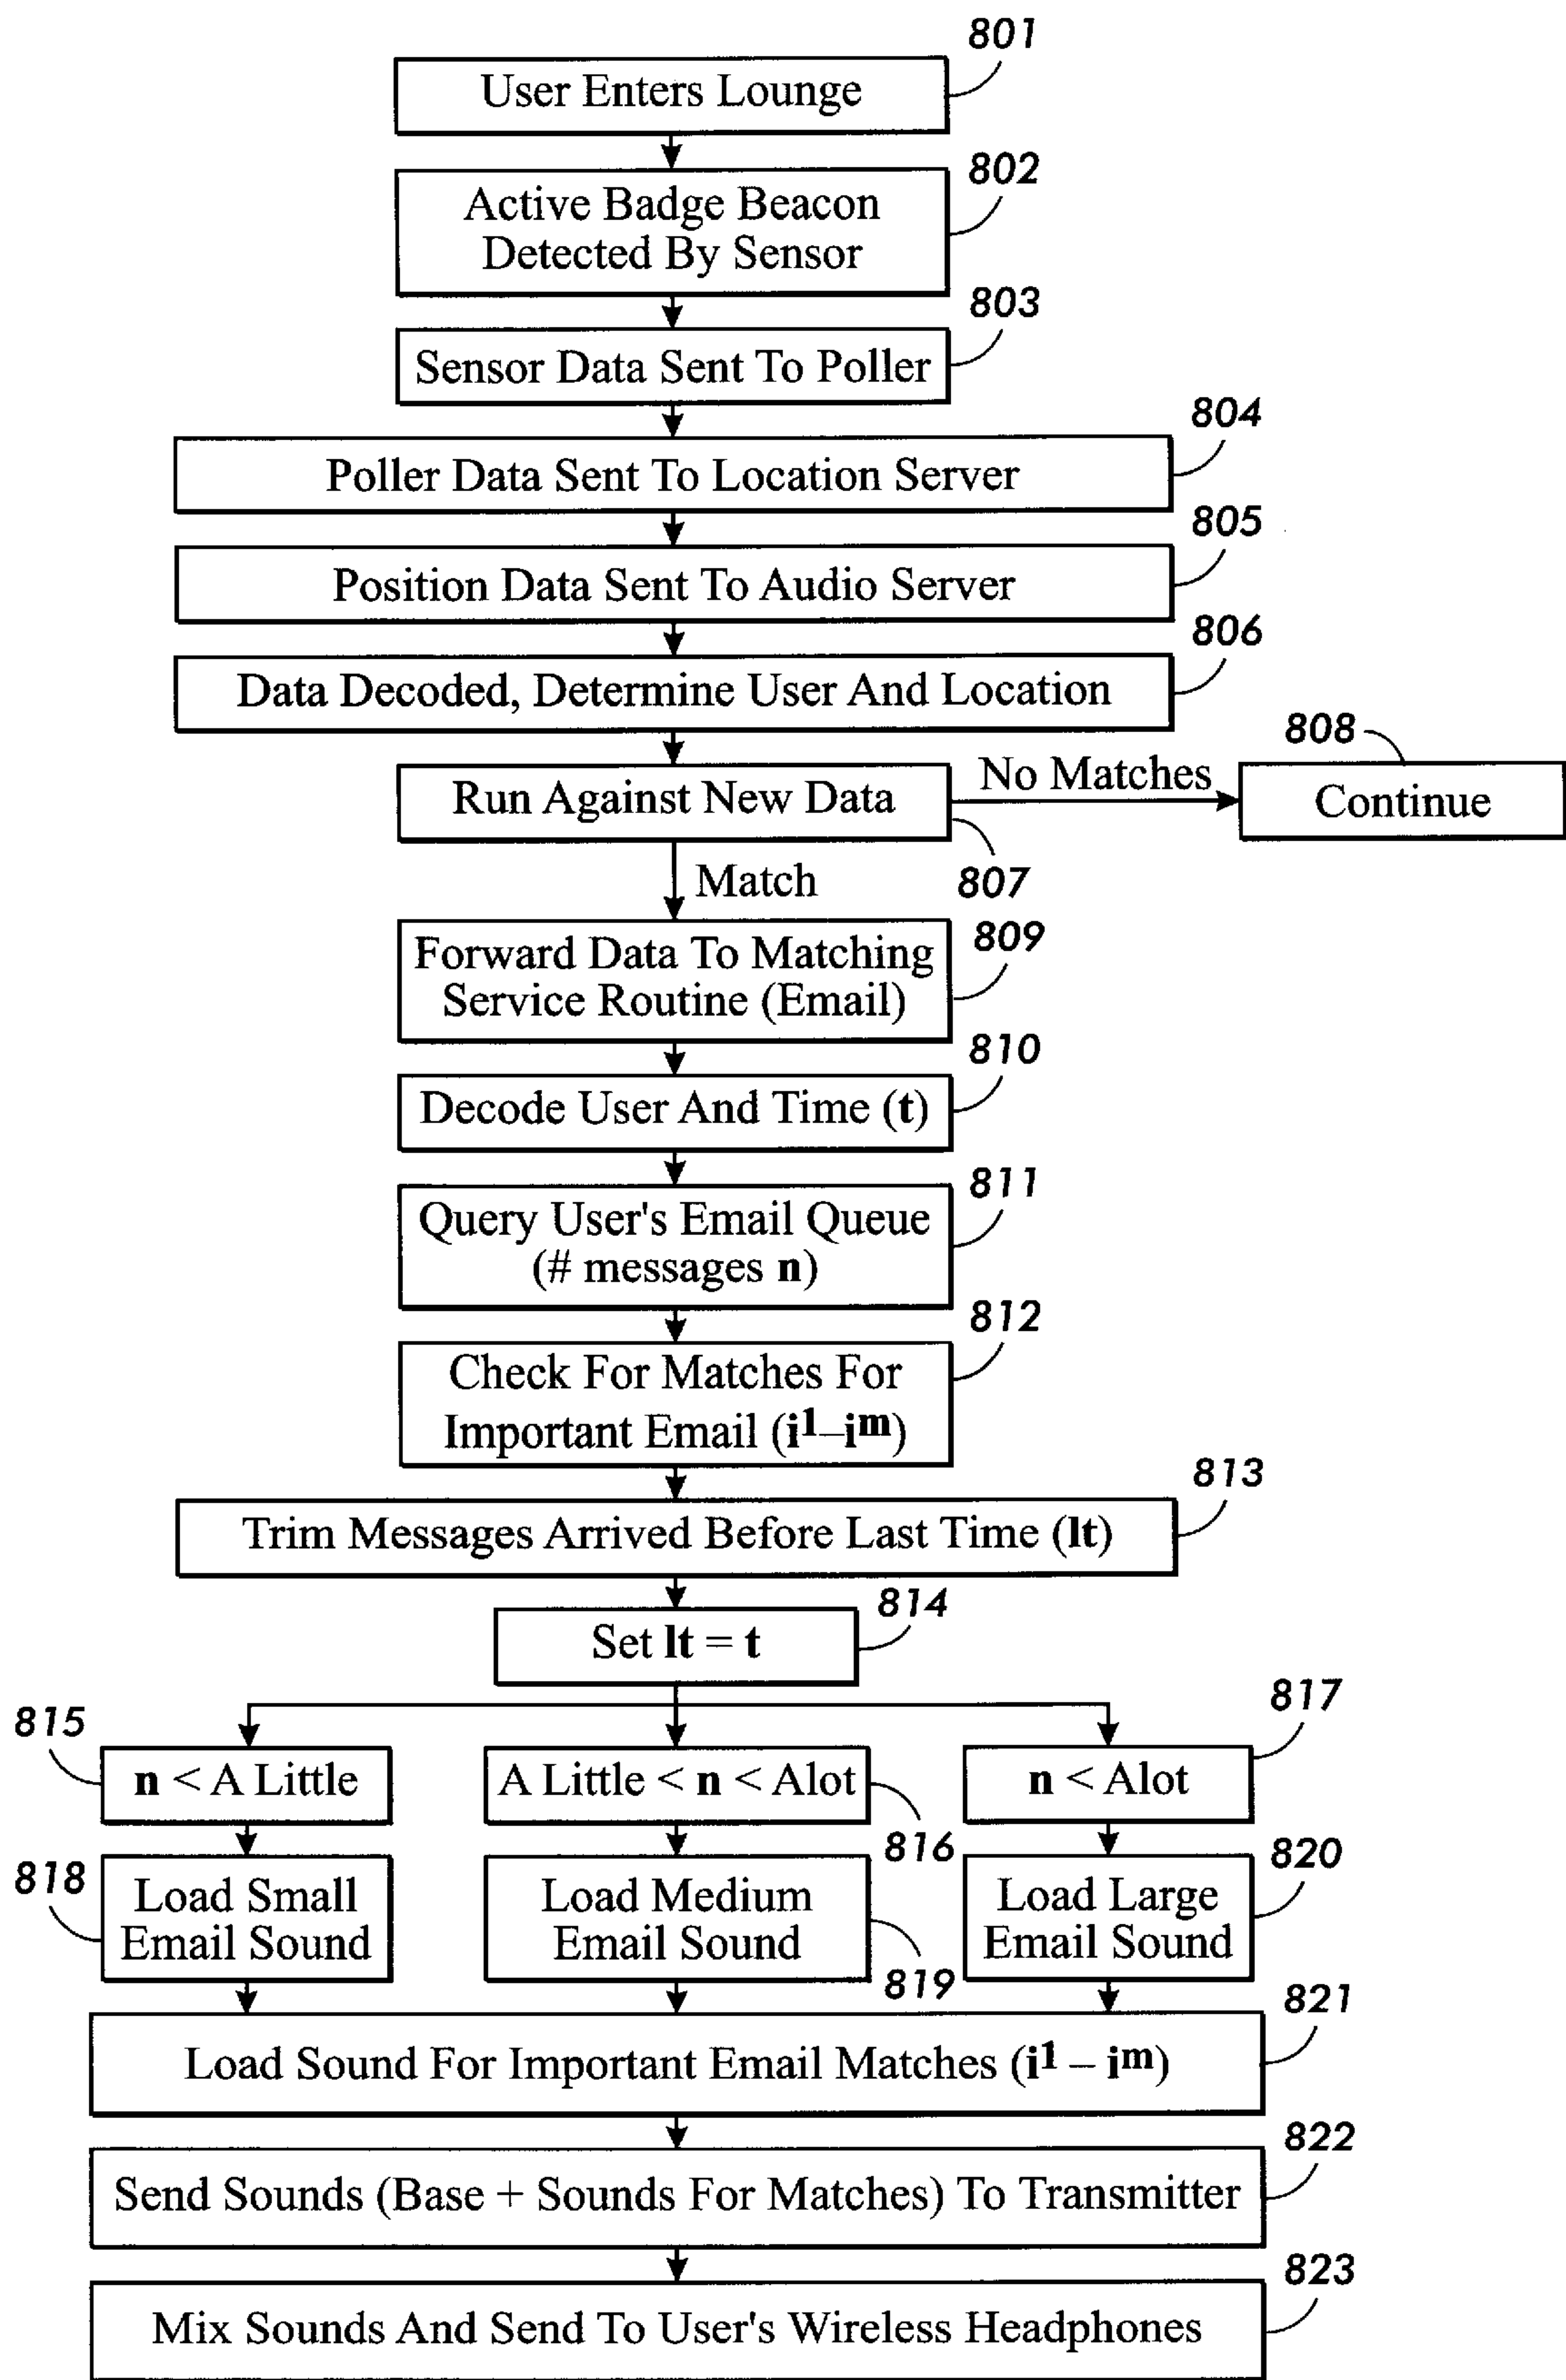 801
User Enters Lounge
802
Active Badge Beacon
Detected By Sensor
803
Sensor Data Sent To Poller
804
Poller Data Sent To Location Server
805
Position Data Sent To Audio Server
806
Data Decoded, Determine User And Location
808
Run Against New Data
No Matches
Continue
807
Match
809
Forward Data To Matching
Service Routine (Email)
810
Decode User And Time (t)
811
Query User's Email Queue
(# messages n)
812
Check For Matches For
Important Email (i¹–iᵐ)
813
Trim Messages Arrived Before Last Time (lt)
814
Set lt = t
815
817
n < A Little
A Little < n < Alot
n < Alot
816
818
820
Load Small
Email Sound
Load Medium
Email Sound
Load Large
Email Sound
819
821
Load Sound For Important Email Matches (i¹ – iᵐ)
822
Send Sounds (Base + Sounds For Matches) To Transmitter
823
Mix Sounds And Send To User's Wireless Headphones